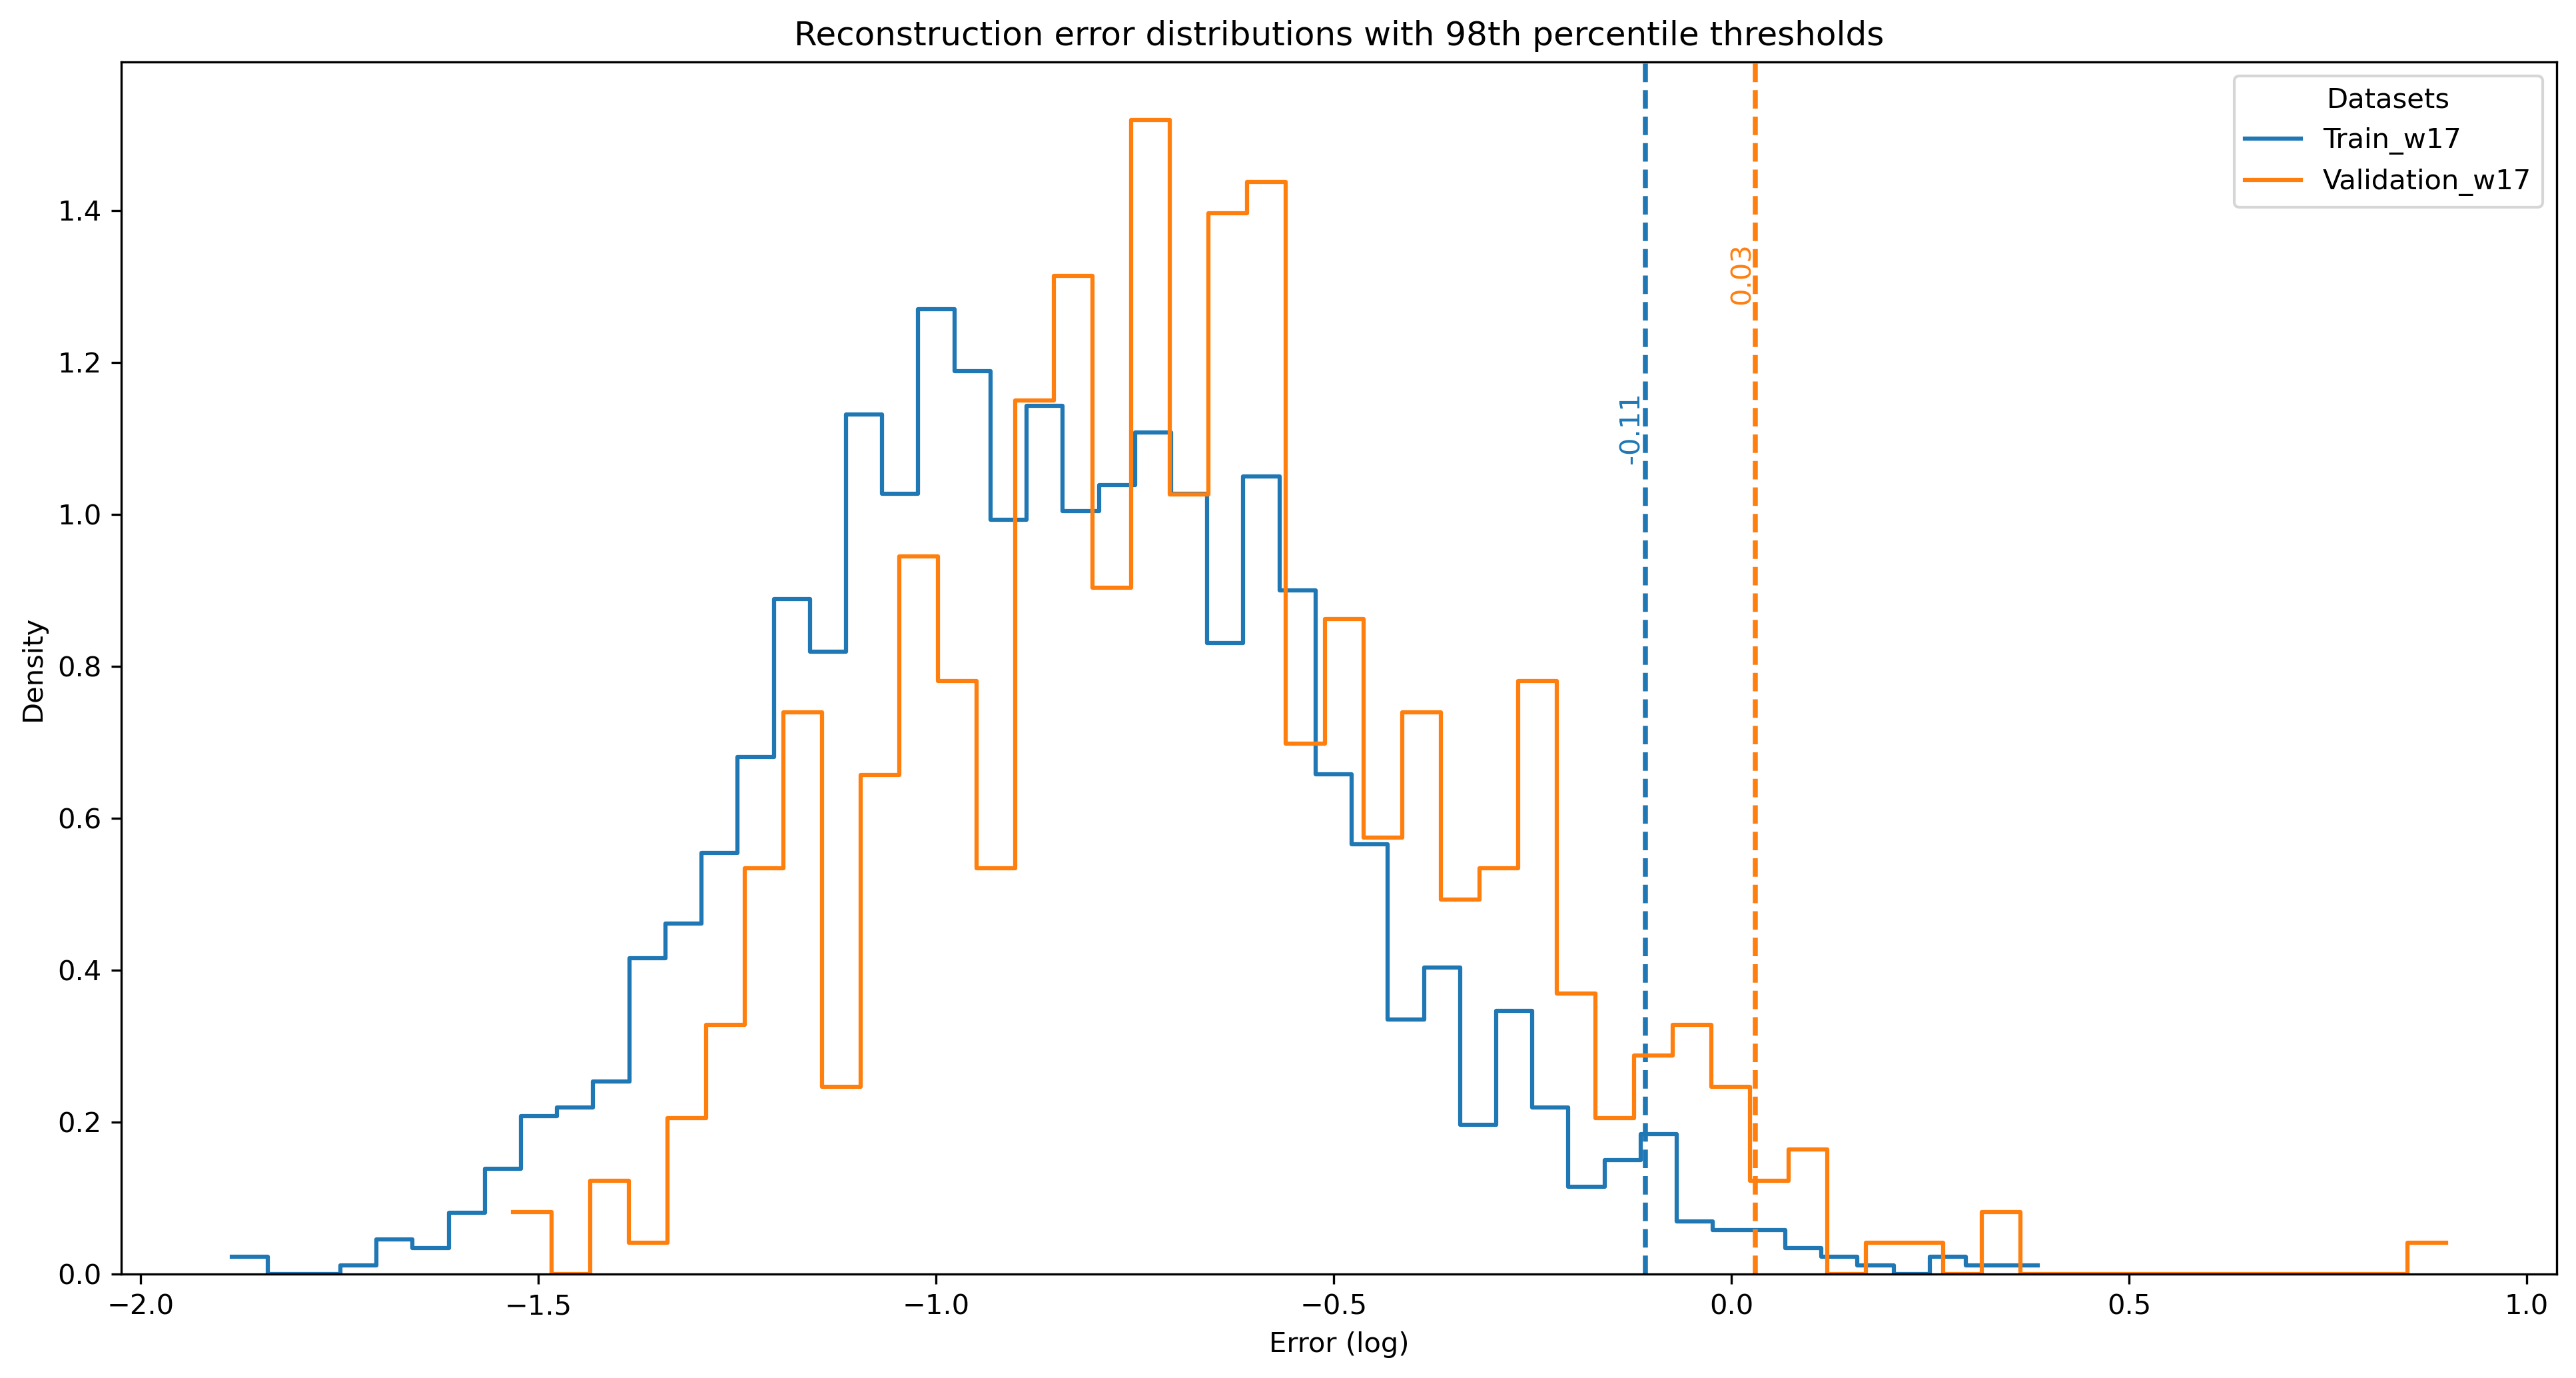 Reconstruction error distributions with 98th percentile thresholds
Datasets
Train_w17
Validation_w17
0.03
-0.11
Density
1.4
1.2
1.0
0.8
0.6
0.4
0.2
0.0
−2.0
−1.5
−1.0
−0.5
0.0
0.5
1.0
Error (log)